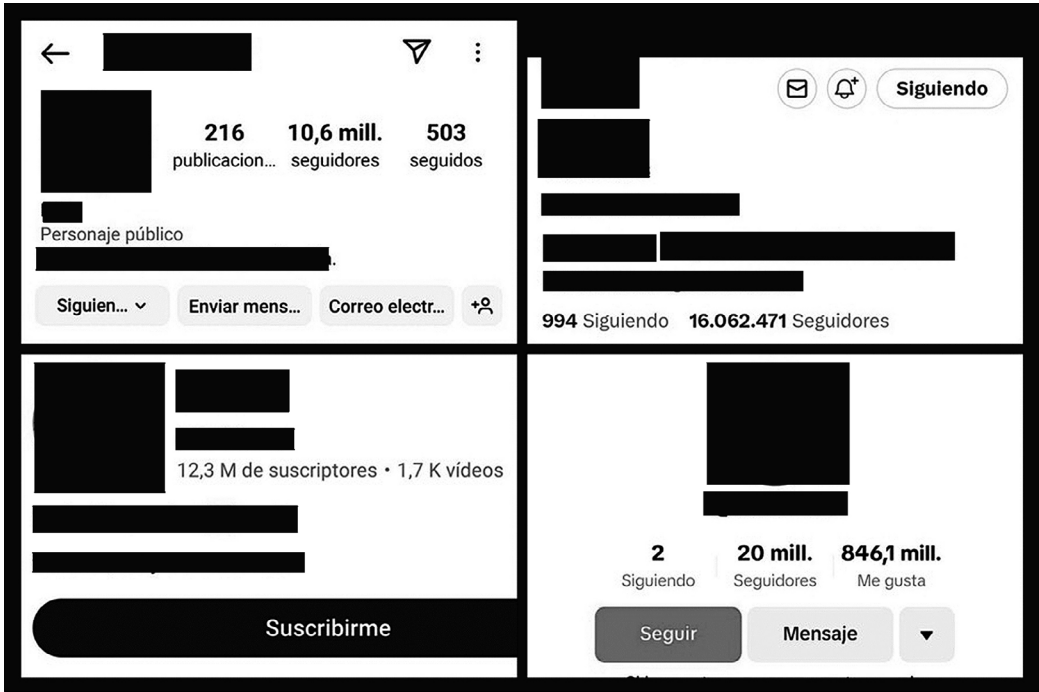 216 10,6 mill. 503
publicacion... seguidores seguidos
Personaje público
Siguien... Enviar mens... Correo electr...
Siguiendo
994 Siguiendo 16.062.471 Seguidores
12,3 M de suscriptores • 1,7 K vídeos
Suscribirme
2 20 mill. 846,1 mill.
Siguiendo Seguidores Me gusta
Seguir Mensaje